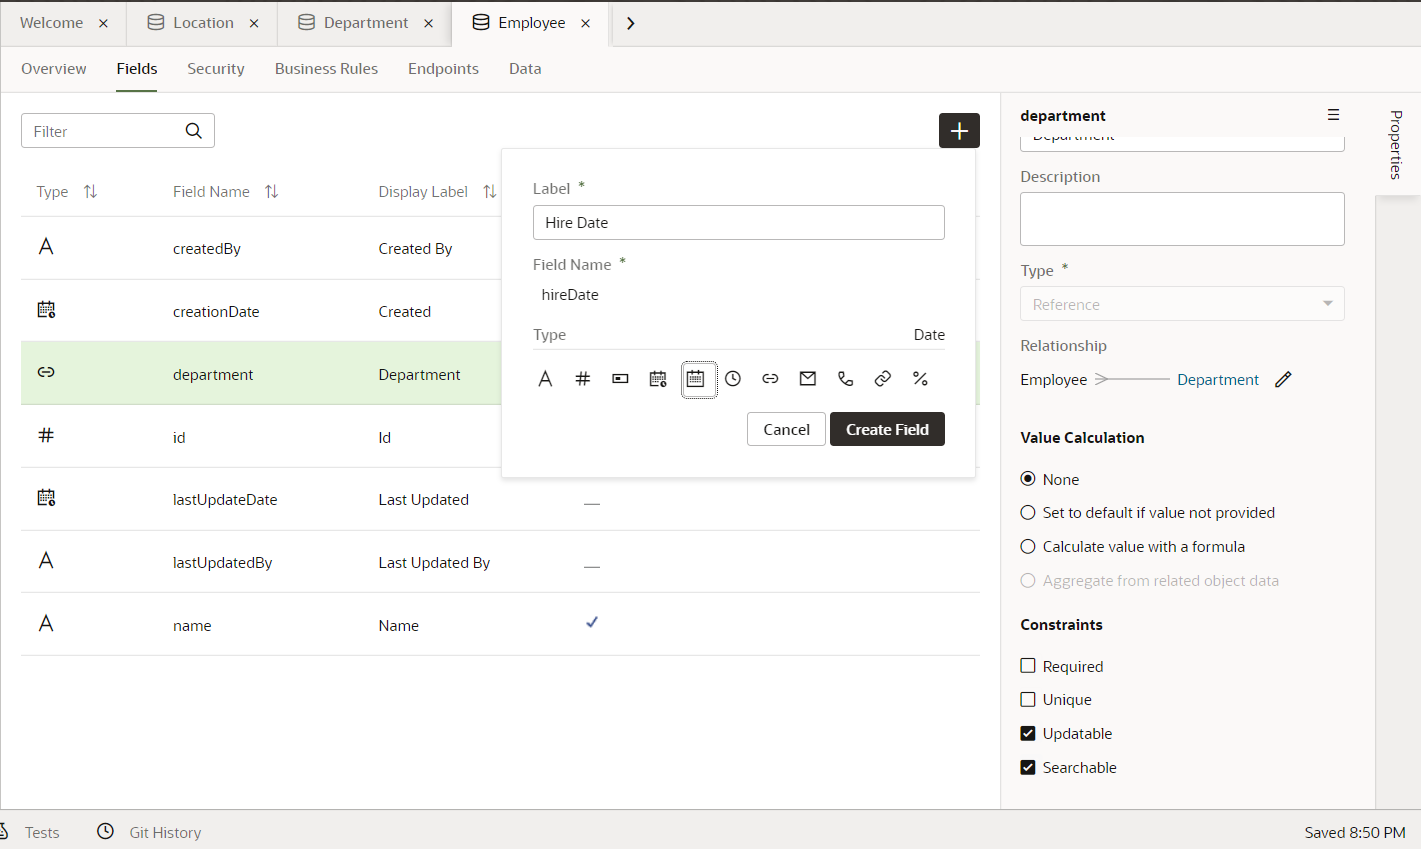 Welcome
Location
Department
Employee
Overview
Fields
Security
Business Rules
Endpoints
Data
Filter
Type
Field Name
Display Label
createdBy
Created By
creationDate
Created
department
Department
id
Id
lastUpdateDate
Last Updated
lastUpdatedBy
Last Updated By
name
Name
Label *
Hire Date
Field Name *
hireDate
Type
Date
Cancel
Create Field
department
Department
Description
Type *
Reference
Relationship
Employee
Department
Value Calculation
None
Set to default if value not provided
Calculate value with a formula
Aggregate from related object data
Constraints
Required
Unique
Updatable
Searchable
Properties
Tests
Git History
Saved 8:50 PM